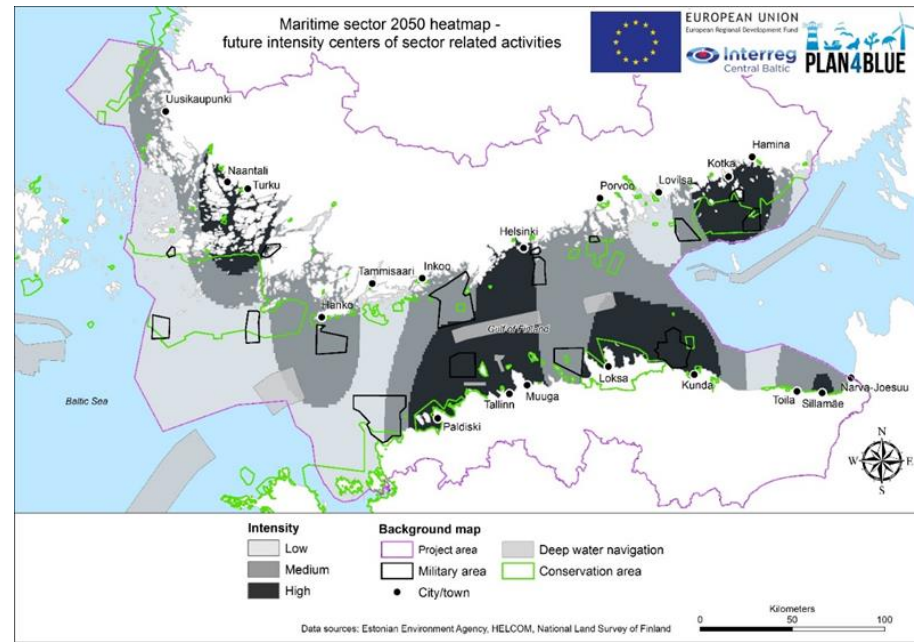 Maritime sector 2050 heatmap -
future intensity centers of sector related activities
EUROPEAN UNION
European Regional Development Fund
Interreg
Central Baltic
PLAN4BLUE
Uusikaupunki
Naantali
Turku
Hamina
Kotka
Loviisa
Porvoo
Helsinki
Inkoo
Tammisaari
Hanko
Gulf of Finland
Baltic Sea
Loksa
Kunda
Narva-Joesuu
Toila
Sillamäe
Muuga
Tallinn
Paldiski
N
W
E
S
Intensity
Low
Medium
High
Background map
Project area
Military area
City/town
Deep water navigation
Conservation area
Kilometers
0 50 100
Data sources: Estonian Environment Agency, HELCOM, National Land Survey of Finland